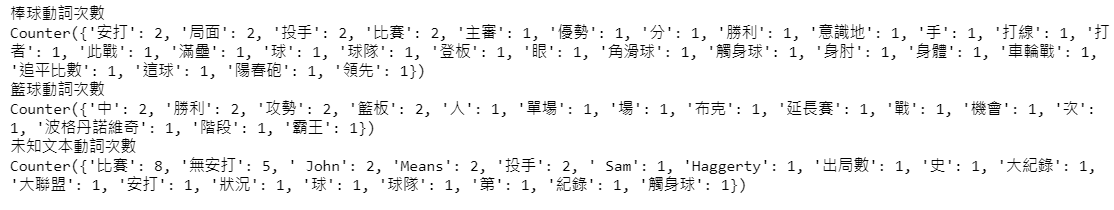 棒球動詞次數
Counter({'安打': 2, '局面': 2, '投手': 2, '比賽': 2, '主審': 1, '優勢': 1, '分': 1, '勝利': 1, '意識地': 1, '手': 1, '打線': 1, '打
者': 1, '此戰': 1, '滿壘': 1, '球': 1, '球隊': 1, '登板': 1, '眼': 1, '角滑球': 1, '觸身球': 1, '身肘': 1, '身體': 1, '車輪戰': 1,
'追平比數': 1, '這球': 1, '陽春砲': 1, '領先': 1})
籃球動詞次數
Counter({'中': 2, '勝利': 2, '攻勢': 2, '籃板': 2, '人': 1, '單場': 1, '場': 1, '布克': 1, '延長賽': 1, '戰': 1, '機會': 1, '次':
1, '波格丹諾維奇': 1, '階段': 1, '霸王': 1})
未知文本動詞次數
Counter({'比賽': 8, '無安打': 5, ' John': 2, 'Means': 2, '投手': 2, ' Sam': 1, 'Haggerty': 1, '出局數': 1, '史': 1, '大紀錄': 1,
'大聯盟': 1, '安打': 1, '狀況': 1, '球': 1, '球隊': 1, '第': 1, '紀錄': 1, '觸身球': 1})